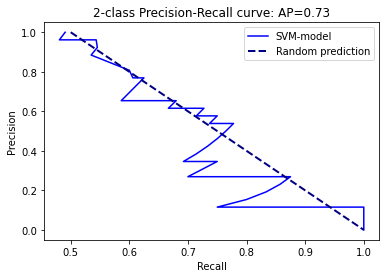 2-class Precision-Recall curve: AP=0.73
SVM-model
Random prediction
Precision
1.0
0.8
0.6
0.4
0.2
0.0
0.5
0.6
0.7
0.8
0.9
1.0
Recall